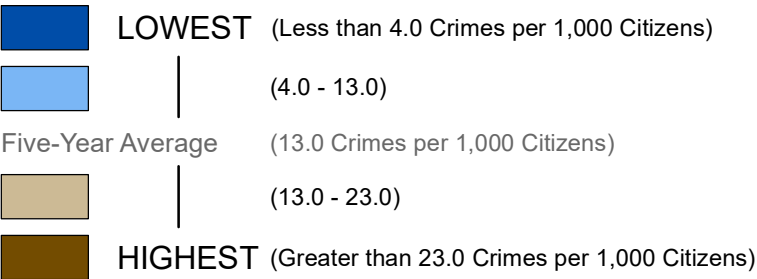 LOWEST (Less than 4.0 Crimes per 1,000 Citizens)
(4.0 - 13.0)
Five-Year Average (13.0 Crimes per 1,000 Citizens)
(13.0 - 23.0)
HIGHEST (Greater than 23.0 Crimes per 1,000 Citizens)